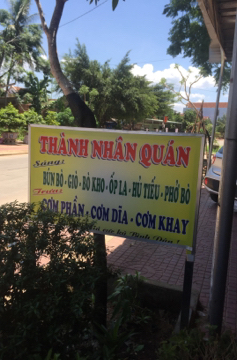 THÀNH NHÂN QUÁN
Sáng:
BÚN BÒ - GIÒ - BÒ KHO - ỐP LA - HỦ TIẾU - PHỞ BÒ
Trưa:
CƠM PHẦN - CƠM DĨA - CƠM KHAY